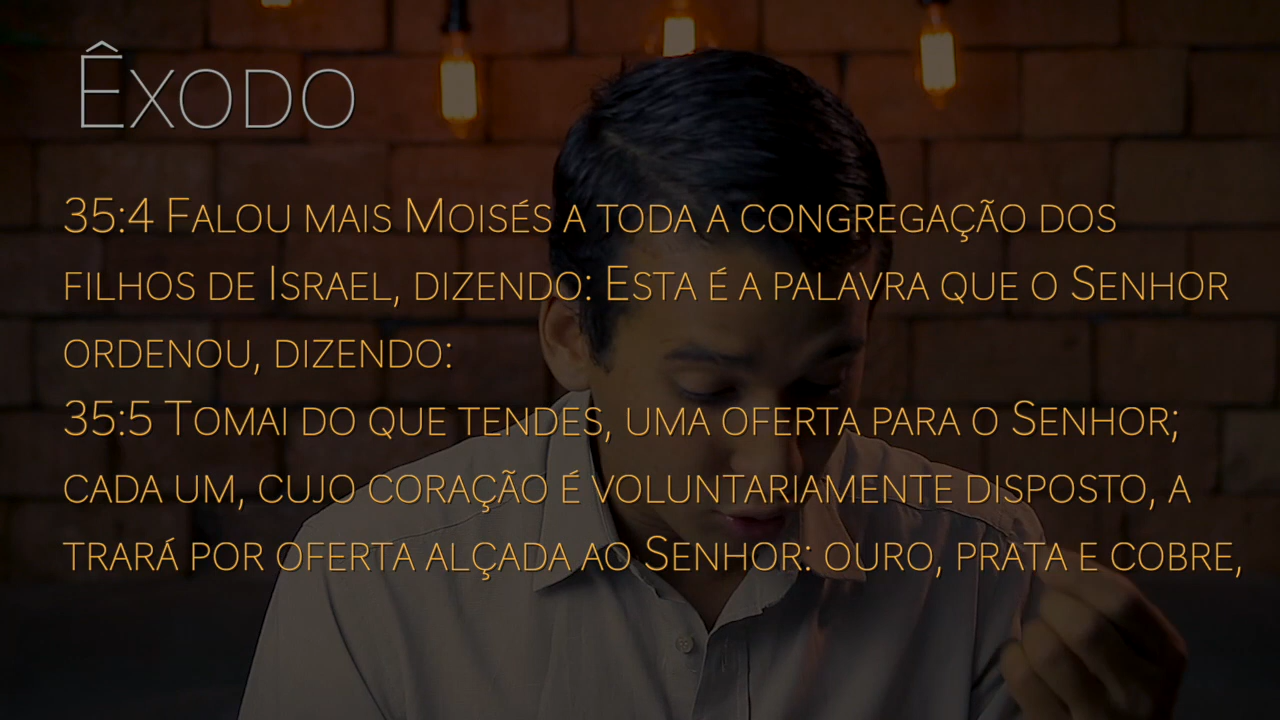 Êxodo
35:4 Falou mais Moisés a toda a congregação dos
filhos de Israel, dizendo: Esta é a palavra que o Senhor
ordenou, dizendo:
35:5 Tomai do que tendes, uma oferta para o Senhor;
cada um, cujo coração é voluntariamente disposto, a
trará por oferta alçada ao Senhor: ouro, prata e cobre,